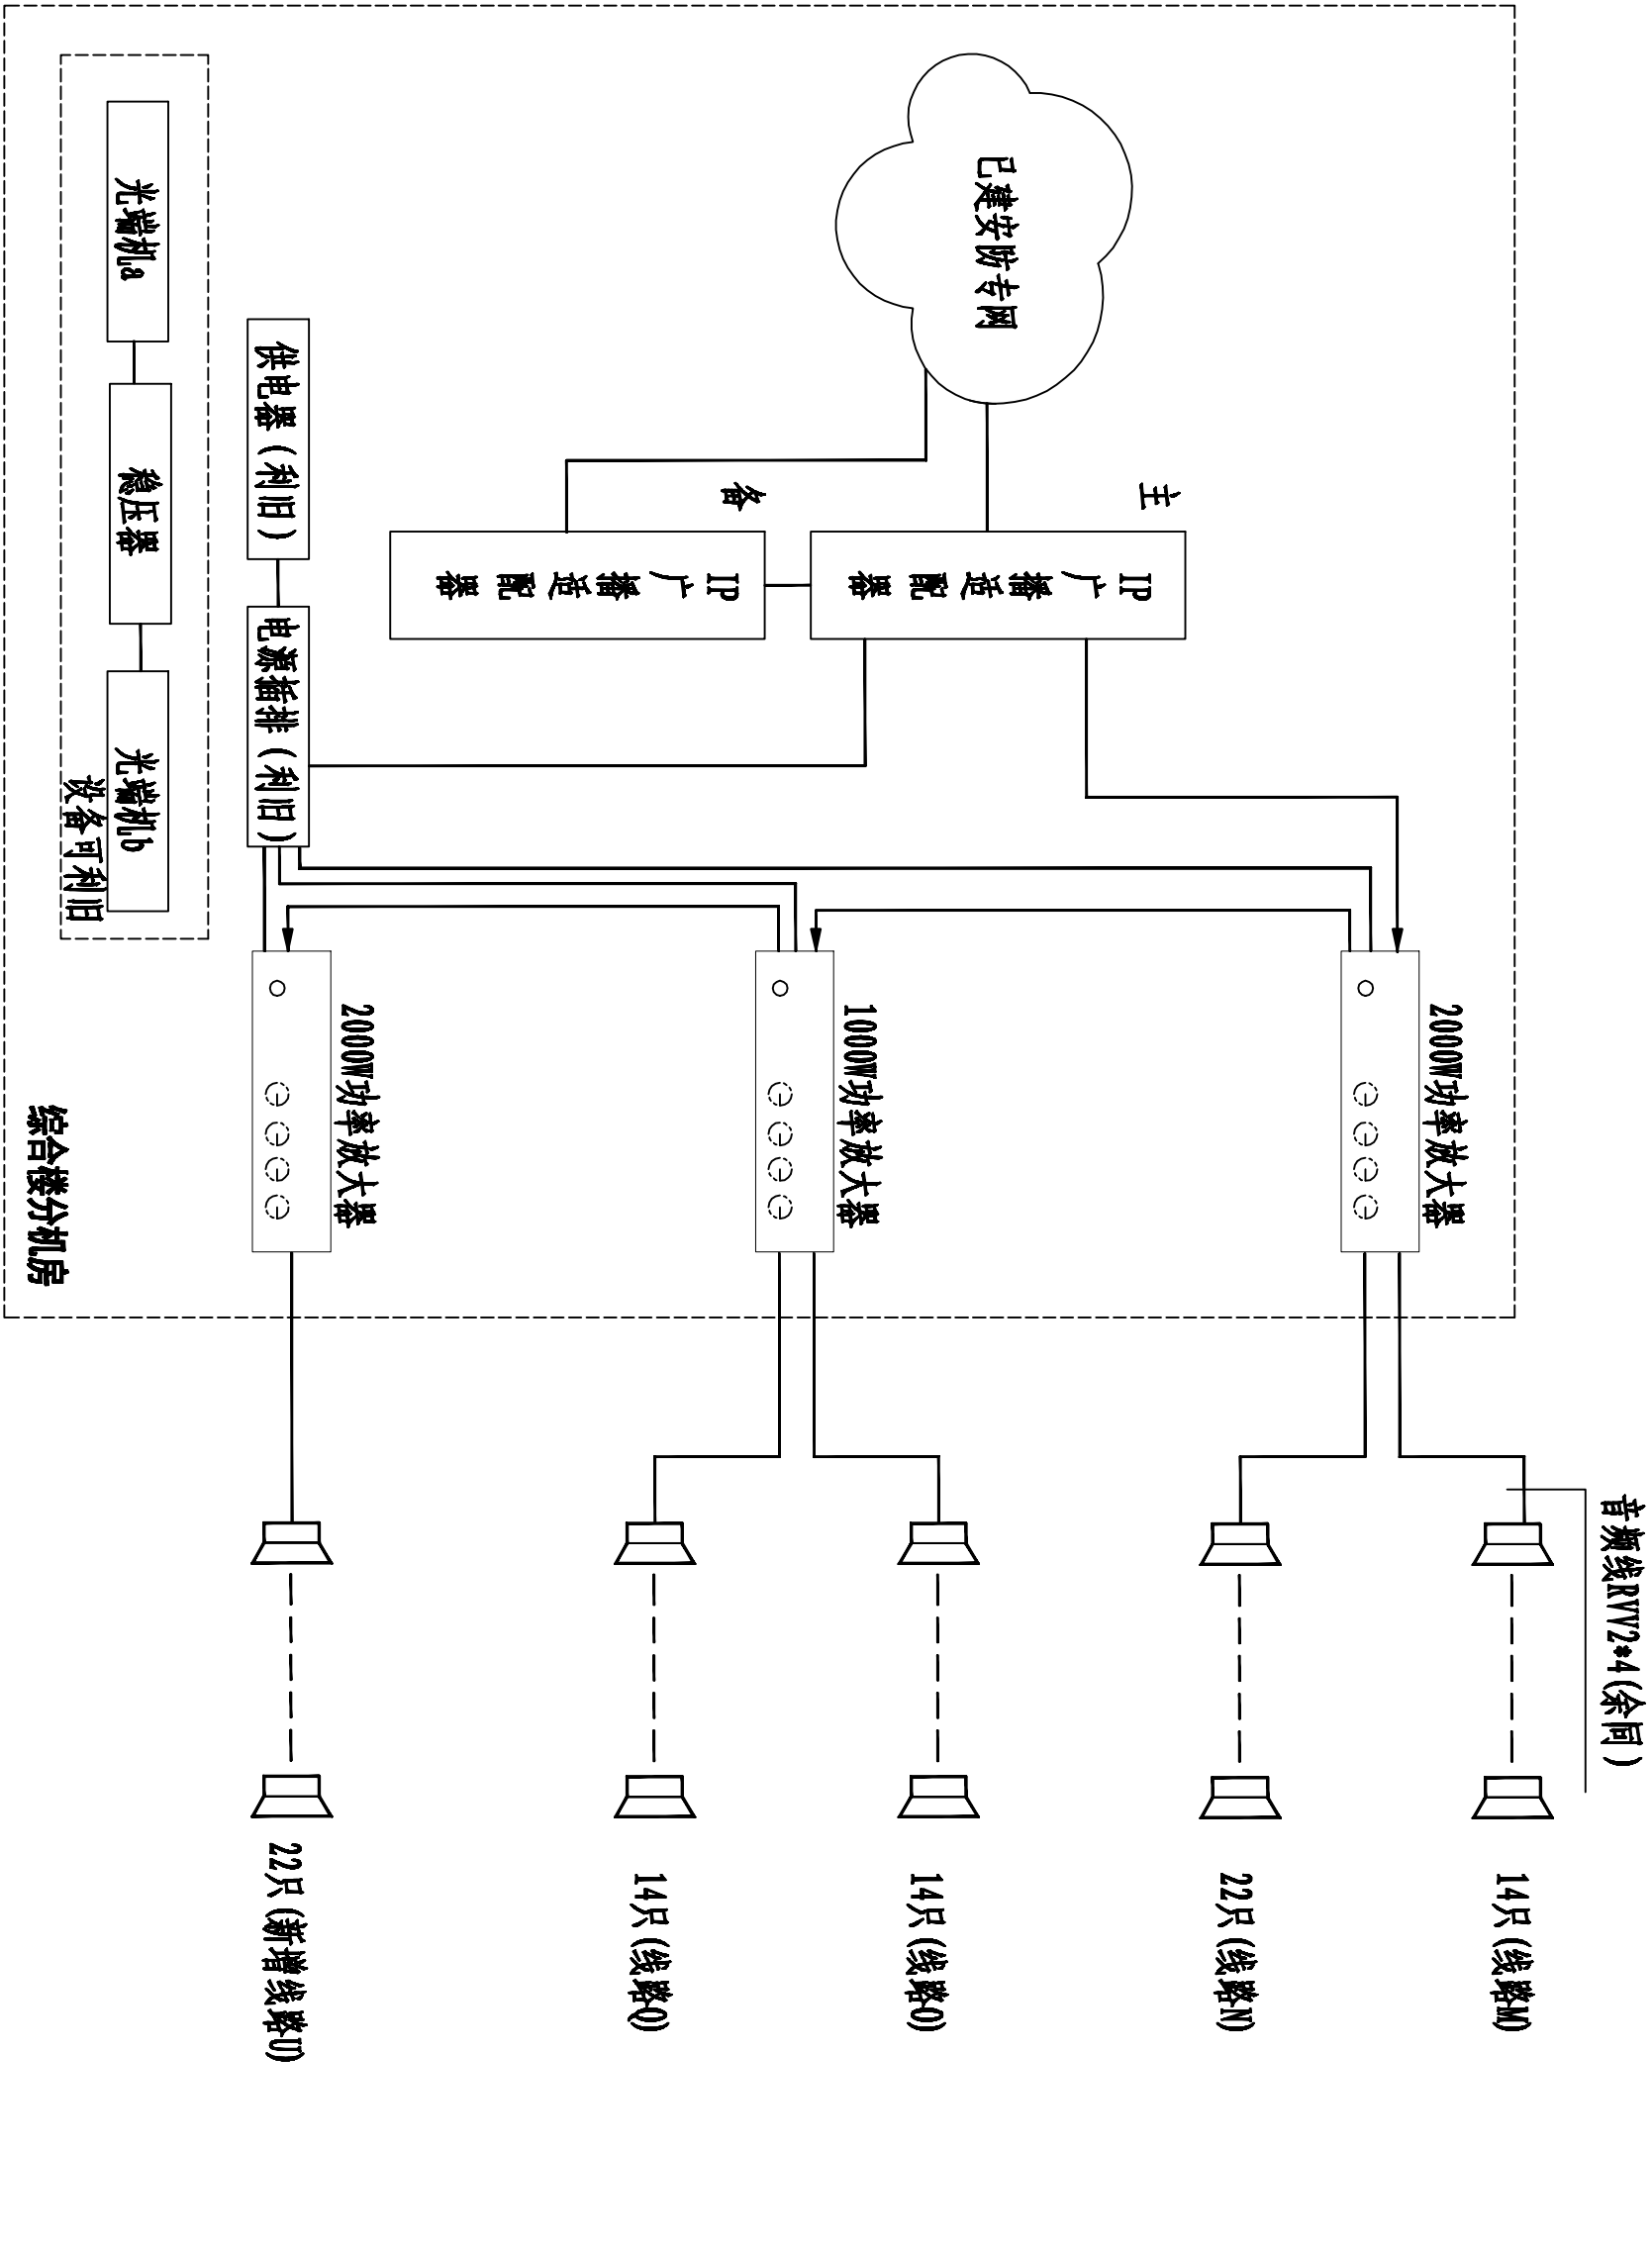 音频线RVV2*4(余同)
2000W功率放大器
14只(线路M)
22只(线路N)
主
IP广播适配器
已建安防专网
1000W功率放大器
14只(线路O)
备
IP广播适配器
14只(线路Q)
2000W功率放大器
供电器(利旧)
电源插排(利旧)
22只(新增线路U)
光端机a
稳压器
光端机b
设备可利旧
综合楼分机房